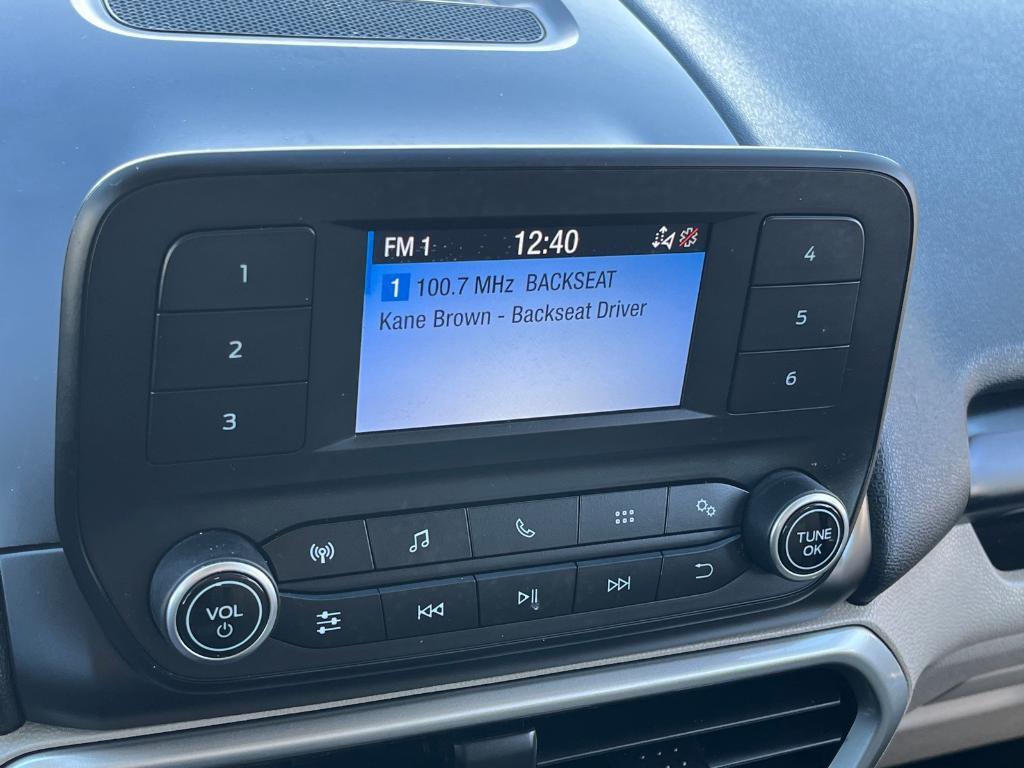 FM 1 12:40
1 100.7 MHz BACKSEAT
Kane Brown - Backseat Driver
1
2
3
4
5
6
VOL
TUNE
OK